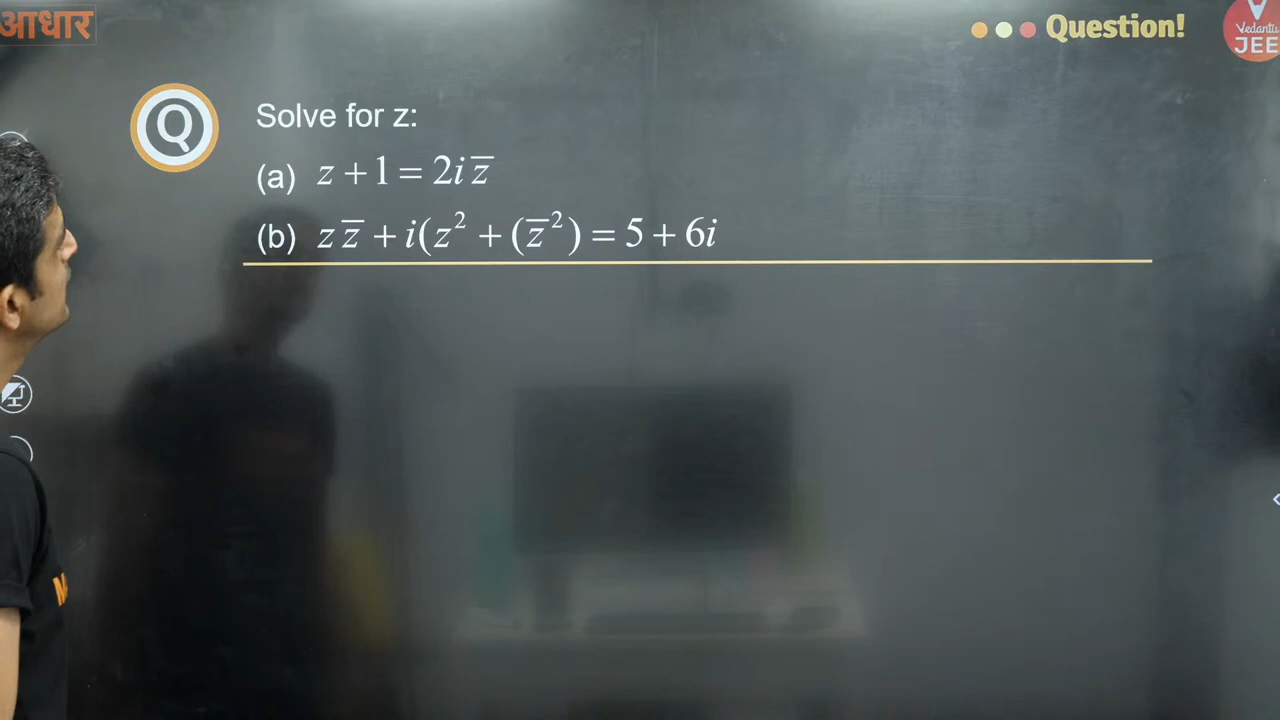 आधार
Question!
Vedantu
JEE
Q
Solve for z:
(a) z + 1 = 2i z̅
(b) z z̅ + i(z² + (z̅²) = 5 + 6i